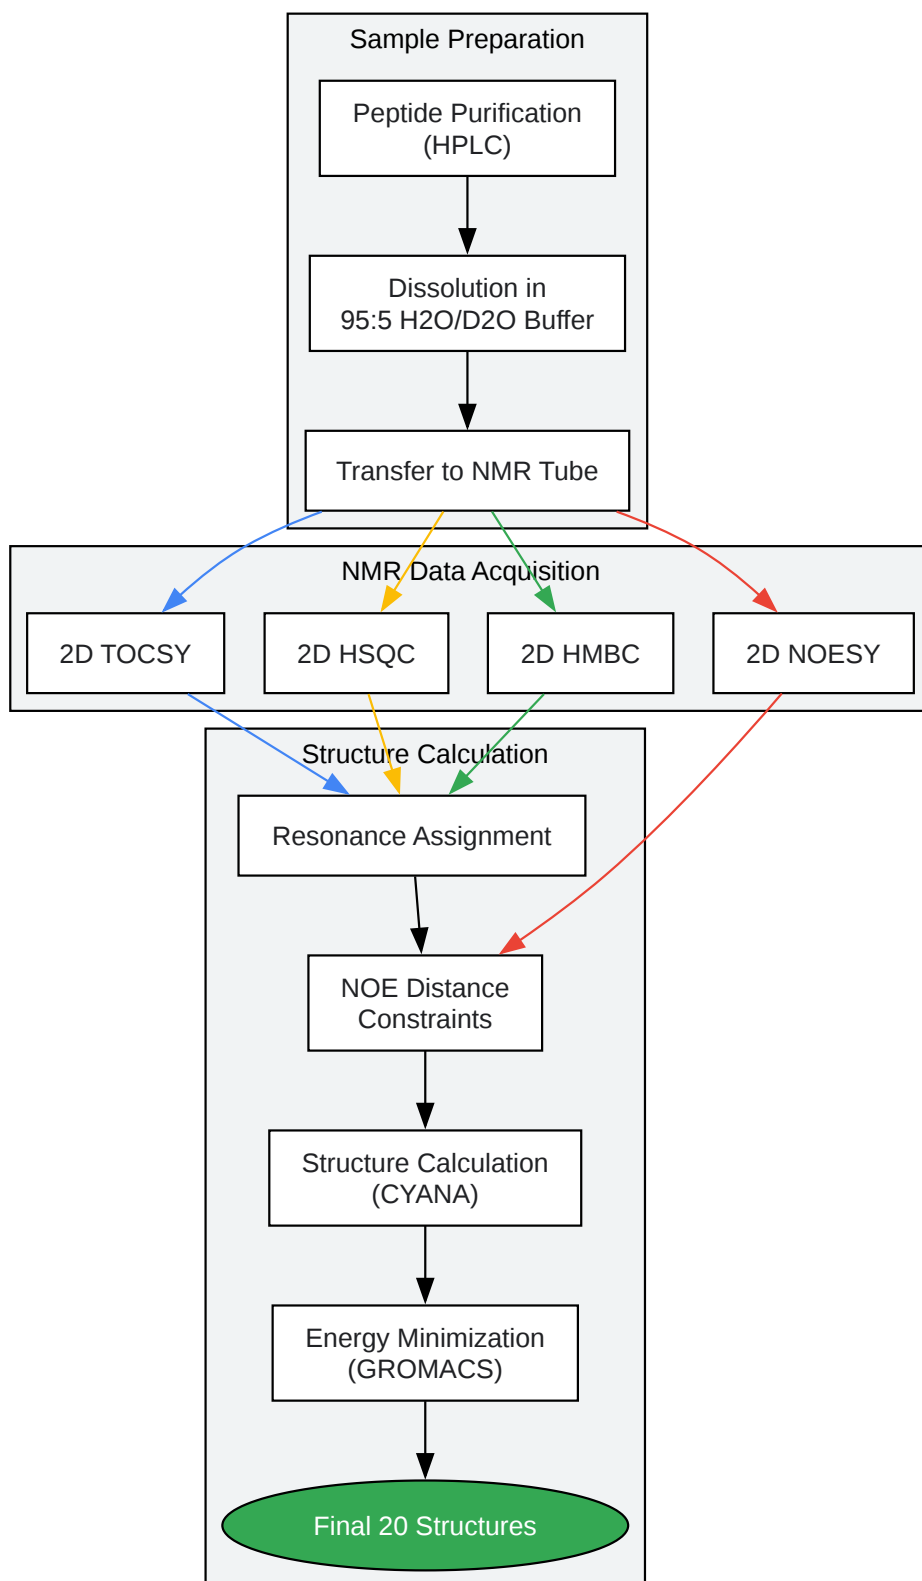 Sample Preparation
Peptide Purification
(HPLC)
Dissolution in
95:5 H2O/D2O Buffer
Transfer to NMR Tube
NMR Data Acquisition
2D TOCSY
2D HSQC
2D HMBC
2D NOESY
Structure Calculation
Resonance Assignment
NOE Distance
Constraints
Structure Calculation
(CYANA)
Energy Minimization
(GROMACS)
Final 20 Structures